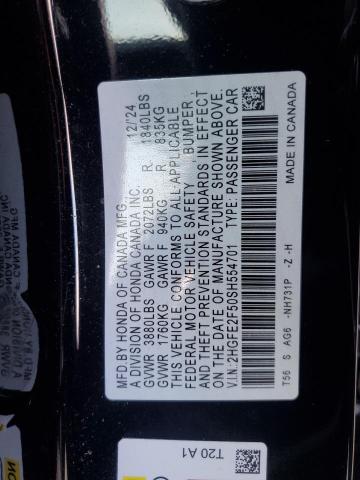 MFD BY HONDA OF CANADA MFG.
A DIVISION OF HONDA CANADA INC. 12/'24
GVWR 3880LBS GAWR F 2072LBS R 1840LBS
GVWR 1760KG GAWR F 940KG R 835KG
THIS VEHICLE CONFORMS TO ALL APPLICABLE
FEDERAL MOTOR VEHICLE SAFETY, BUMPER,
AND THEFT PREVENTION STANDARDS IN EFFECT
ON THE DATE OF MANUFACTURE SHOWN ABOVE.
V.I.N.: 2HGFE2F50SH554701 TYPE: PASSENGER CAR
T56 S AG6 -NH731P -Z -H
MADE IN CANADA
T20 A1